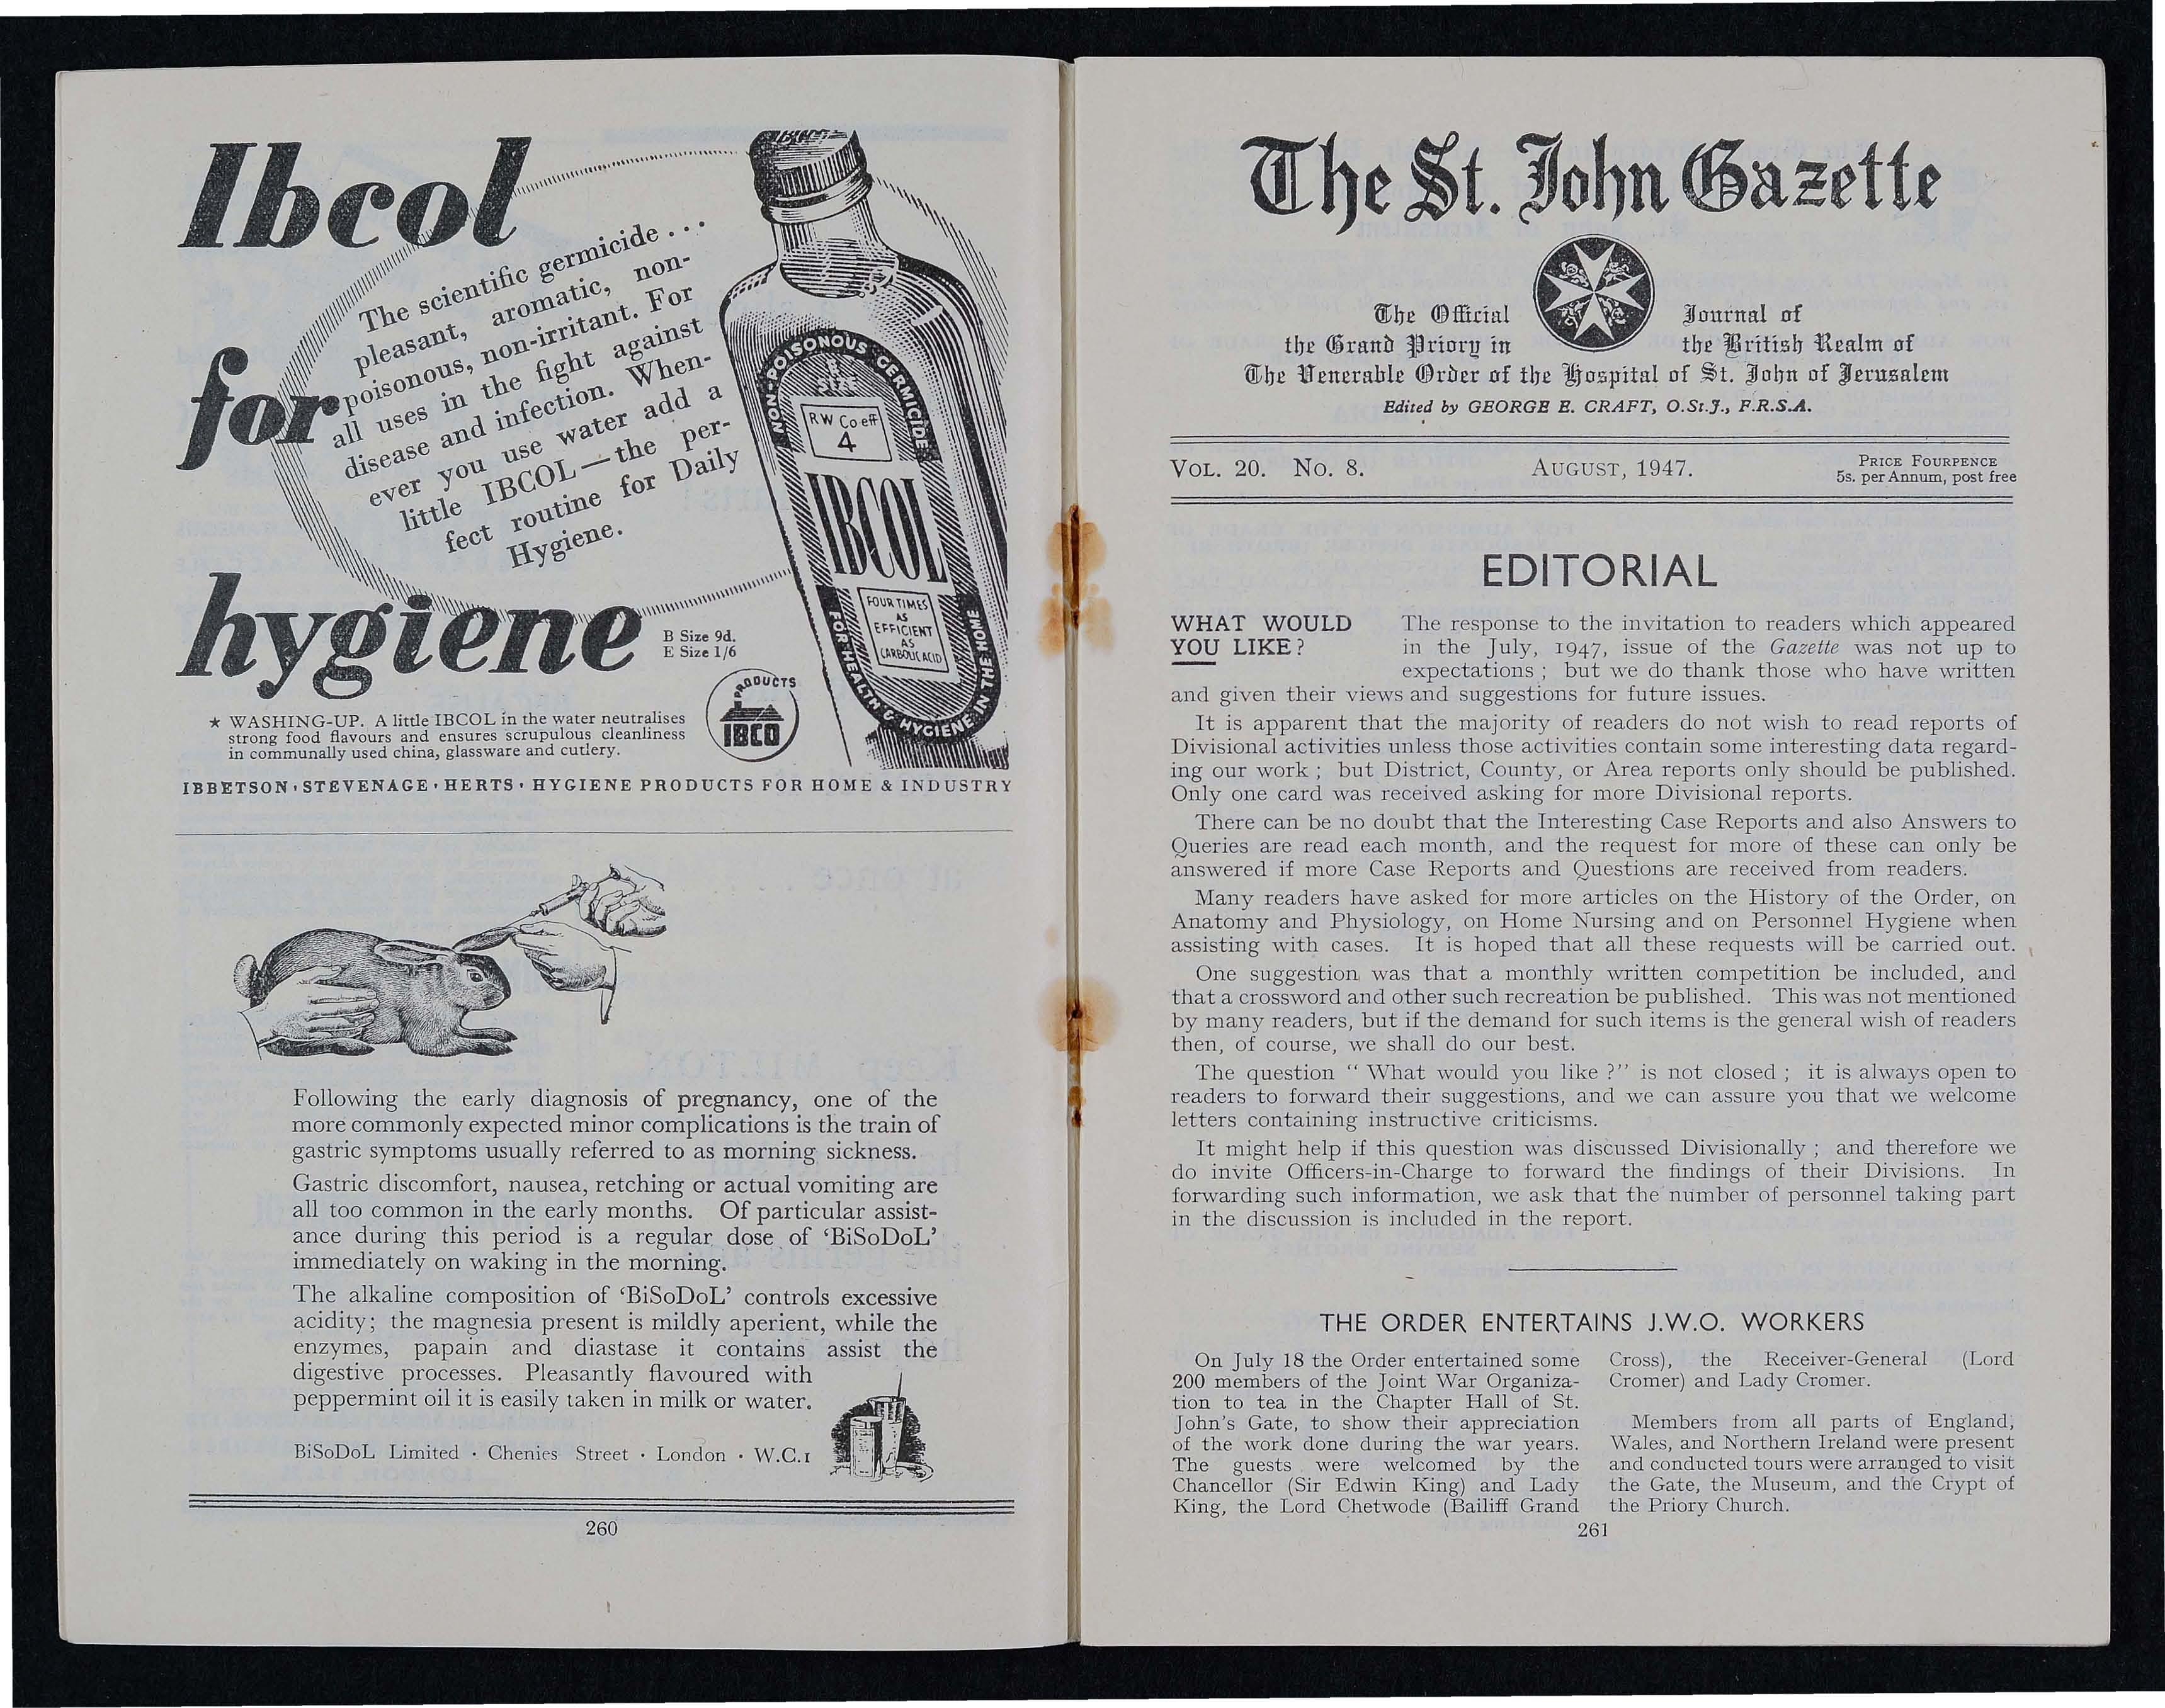 Ibcol
for
hygiene
The scientific germicide . . .
pleasant, aromatic, non-
poisonous, non-irritant. For
all uses in the fight against
disease and infection. When-
ever you use water add a
little IBCOL—the per-
fect routine for Daily
Hygiene.
NON-POISONOUS GERMICIDE
E
SIZE
RW Coeff
4
IBCOL
FOUR TIMES
AS
EFFICIENT
AS
CARBOLIC ACID
FOR HEALTH & HYGIENE IN THE HOME
B Size 9d.
E Size 1/6
PRODUCTS
IBCO
★ WASHING-UP. A little IBCOL in the water neutralises
strong food flavours and ensures scrupulous cleanliness
in communally used china, glassware and cutlery.
IBBETSON · STEVENAGE · HERTS · HYGIENE PRODUCTS FOR HOME & INDUSTRY
Following the early diagnosis of pregnancy, one of the
more commonly expected minor complications is the train of
gastric symptoms usually referred to as morning sickness.
Gastric discomfort, nausea, retching or actual vomiting are
all too common in the early months. Of particular assist-
ance during this period is a regular dose of ‘BiSoDoL’
immediately on waking in the morning.
The alkaline composition of ‘BiSoDoL’ controls excessive
acidity; the magnesia present is mildly aperient, while the
enzymes, papain and diastase it contains assist the
digestive processes. Pleasantly flavoured with
peppermint oil it is easily taken in milk or water.
BiSoDoL Limited · Chenies Street · London · W.C.1
260
The St. John Gazette
The Official Journal of
the Grand Priory in the British Realm of
The Venerable Order of the Hospital of St. John of Jerusalem
Edited by GEORGE E. CRAFT, O.St.J., F.R.S.A.
VOL. 20. No. 8. AUGUST, 1947. PRICE FOURPENCE
5s. per Annum, post free
EDITORIAL
WHAT WOULD
YOU LIKE?
The response to the invitation to readers which appeared
in the July, 1947, issue of the Gazette was not up to
expectations ; but we do thank those who have written
and given their views and suggestions for future issues.
It is apparent that the majority of readers do not wish to read reports of
Divisional activities unless those activities contain some interesting data regard-
ing our work ; but District, County, or Area reports only should be published.
Only one card was received asking for more Divisional reports.
There can be no doubt that the Interesting Case Reports and also Answers to
Queries are read each month, and the request for more of these can only be
answered if more Case Reports and Questions are received from readers.
Many readers have asked for more articles on the History of the Order, on
Anatomy and Physiology, on Home Nursing and on Personnel Hygiene when
assisting with cases. It is hoped that all these requests will be carried out.
One suggestion was that a monthly written competition be included, and
that a crossword and other such recreation be published. This was not mentioned
by many readers, but if the demand for such items is the general wish of readers
then, of course, we shall do our best.
The question “ What would you like ?” is not closed ; it is always open to
readers to forward their suggestions, and we can assure you that we welcome
letters containing instructive criticisms.
It might help if this question was discussed Divisionally ; and therefore we
do invite Officers-in-Charge to forward the findings of their Divisions. In
forwarding such information, we ask that the number of personnel taking part
in the discussion is included in the report.
THE ORDER ENTERTAINS J.W.O. WORKERS
On July 18 the Order entertained some
200 members of the Joint War Organiza-
tion to tea in the Chapter Hall of St.
John's Gate, to show their appreciation
of the work done during the war years.
The guests were welcomed by the
Chancellor (Sir Edwin King) and Lady
King, the Lord Chetwode (Bailiff Grand
Cross), the Receiver-General (Lord
Cromer) and Lady Cromer.
Members from all parts of England,
Wales, and Northern Ireland were present
and conducted tours were arranged to visit
the Gate, the Museum, and the Crypt of
the Priory Church.
261